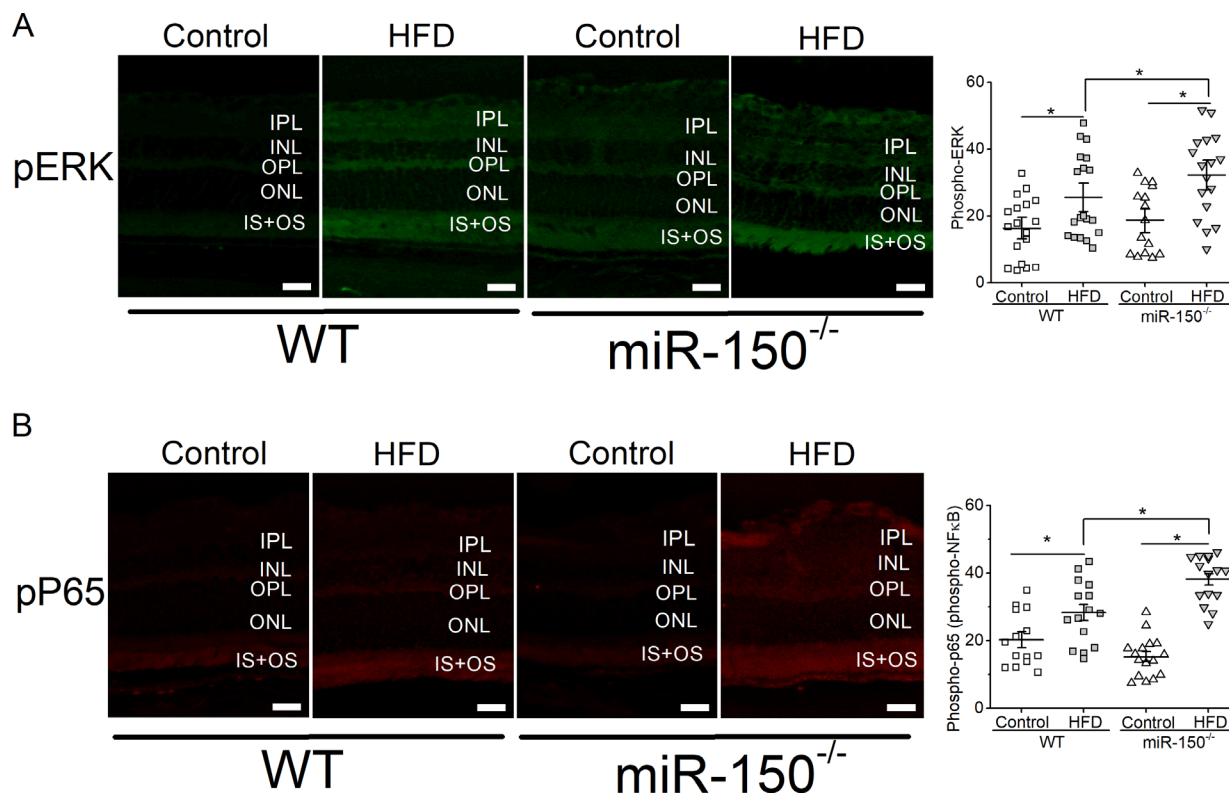 A
Control HFD Control HFD
pERK
IPL IPL IPL IPL
INL INL INL INL
OPL OPL OPL OPL
ONL ONL ONL ONL
IS+OS IS+OS IS+OS IS+OS
WT miR-150-/-
Phospho-ERK
60
40
20
0
* * *
Control HFD Control HFD
WT miR-150-/-
B
Control HFD Control HFD
pP65
IPL IPL IPL IPL
INL INL INL INL
OPL OPL OPL OPL
ONL ONL ONL ONL
IS+OS IS+OS IS+OS IS+OS
WT miR-150-/-
Phospho-p65 (phospho-NFκB)
60
40
20
0
* * *
Control HFD Control HFD
WT miR-150-/-